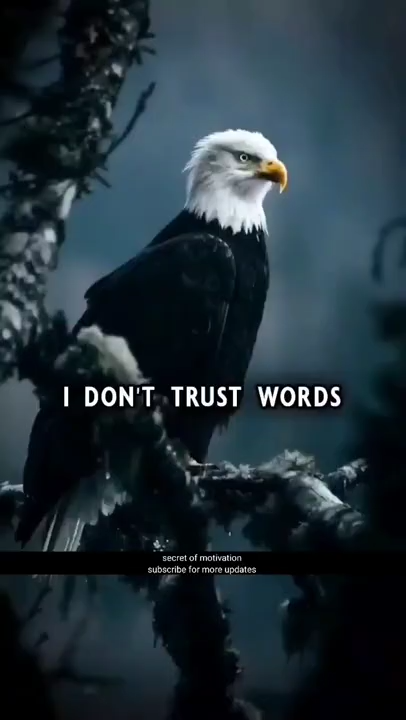 I DON'T TRUST WORDS
secret of motivation
subscribe for more updates